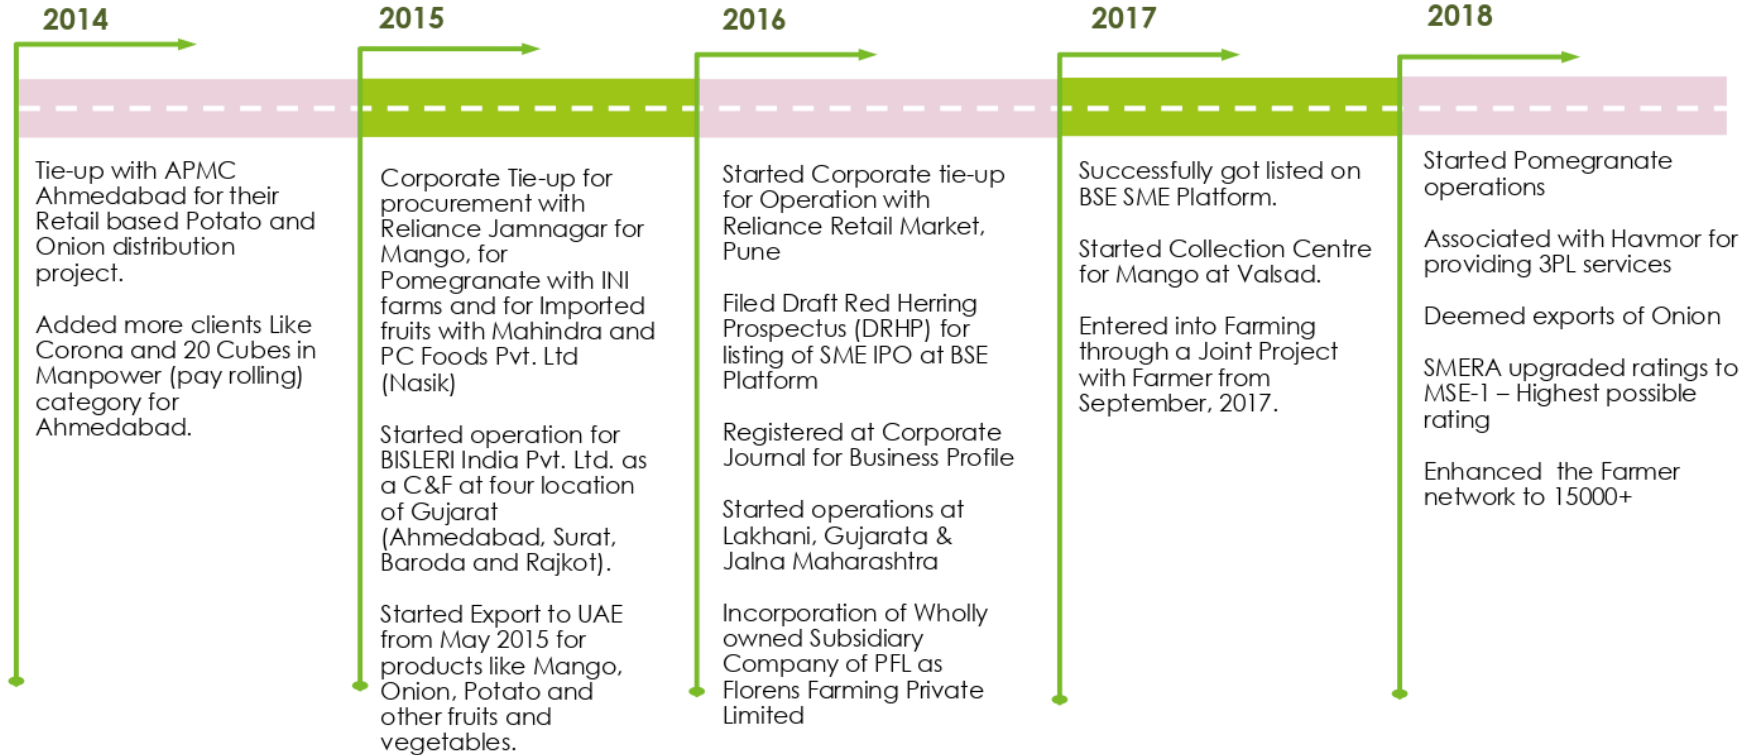 2014
Tie-up with APMC
Ahmedabad for their
Retail based Potato and
Onion distribution
project.
Added more clients Like
Corona and 20 Cubes in
Manpower (pay rolling)
category for
Ahmedabad.
2015
Corporate Tie-up for
procurement with
Reliance Jamnagar for
Mango, for
Pomegranate with INI
farms and for Imported
fruits with Mahindra and
PC Foods Pvt. Ltd
(Nasik)
Started operation for
BISLERI India Pvt. Ltd. as
a C&F at four location
of Gujarat
(Ahmedabad, Surat,
Baroda and Rajkot).
Started Export to UAE
from May 2015 for
products like Mango,
Onion, Potato and
other fruits and
vegetables.
2016
Started Corporate tie-up
for Operation with
Reliance Retail Market,
Pune
Filed Draft Red Herring
Prospectus (DRHP) for
listing of SME IPO at BSE
Platform
Registered at Corporate
Journal for Business Profile
Started operations at
Lakhani, Gujarata &
Jalna Maharashtra
Incorporation of Wholly
owned Subsidiary
Company of PFL as
Florens Farming Private
Limited
2017
Successfully got listed on
BSE SME Platform.
Started Collection Centre
for Mango at Valsad.
Entered into Farming
through a Joint Project
with Farmer from
September, 2017.
2018
Started Pomegranate
operations
Associated with Havmor for
providing 3PL services
Deemed exports of Onion
SMERA upgraded ratings to
MSE-1 – Highest possible
rating
Enhanced  the Farmer
network to 15000+